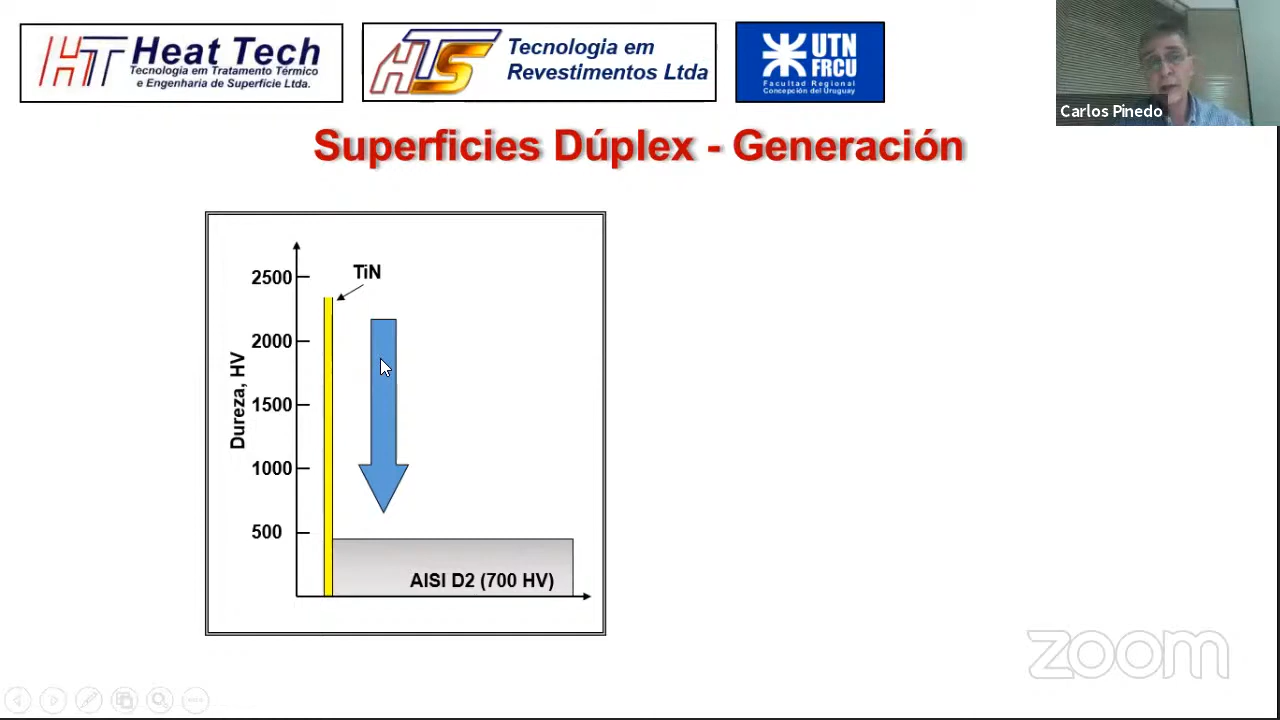 HT Heat Tech
Tecnologia em Tratamento Térmico
e Engenharia de Superfície Ltda.
HTS Tecnologia em
Revestimentos Ltda
UTN
FRCU
Facultad Regional
Concepción del Uruguay
Carlos Pinedo
Superficies Dúplex - Generación
TiN
2500
2000
1500
1000
500
Dureza, HV
AISI D2 (700 HV)
zoom